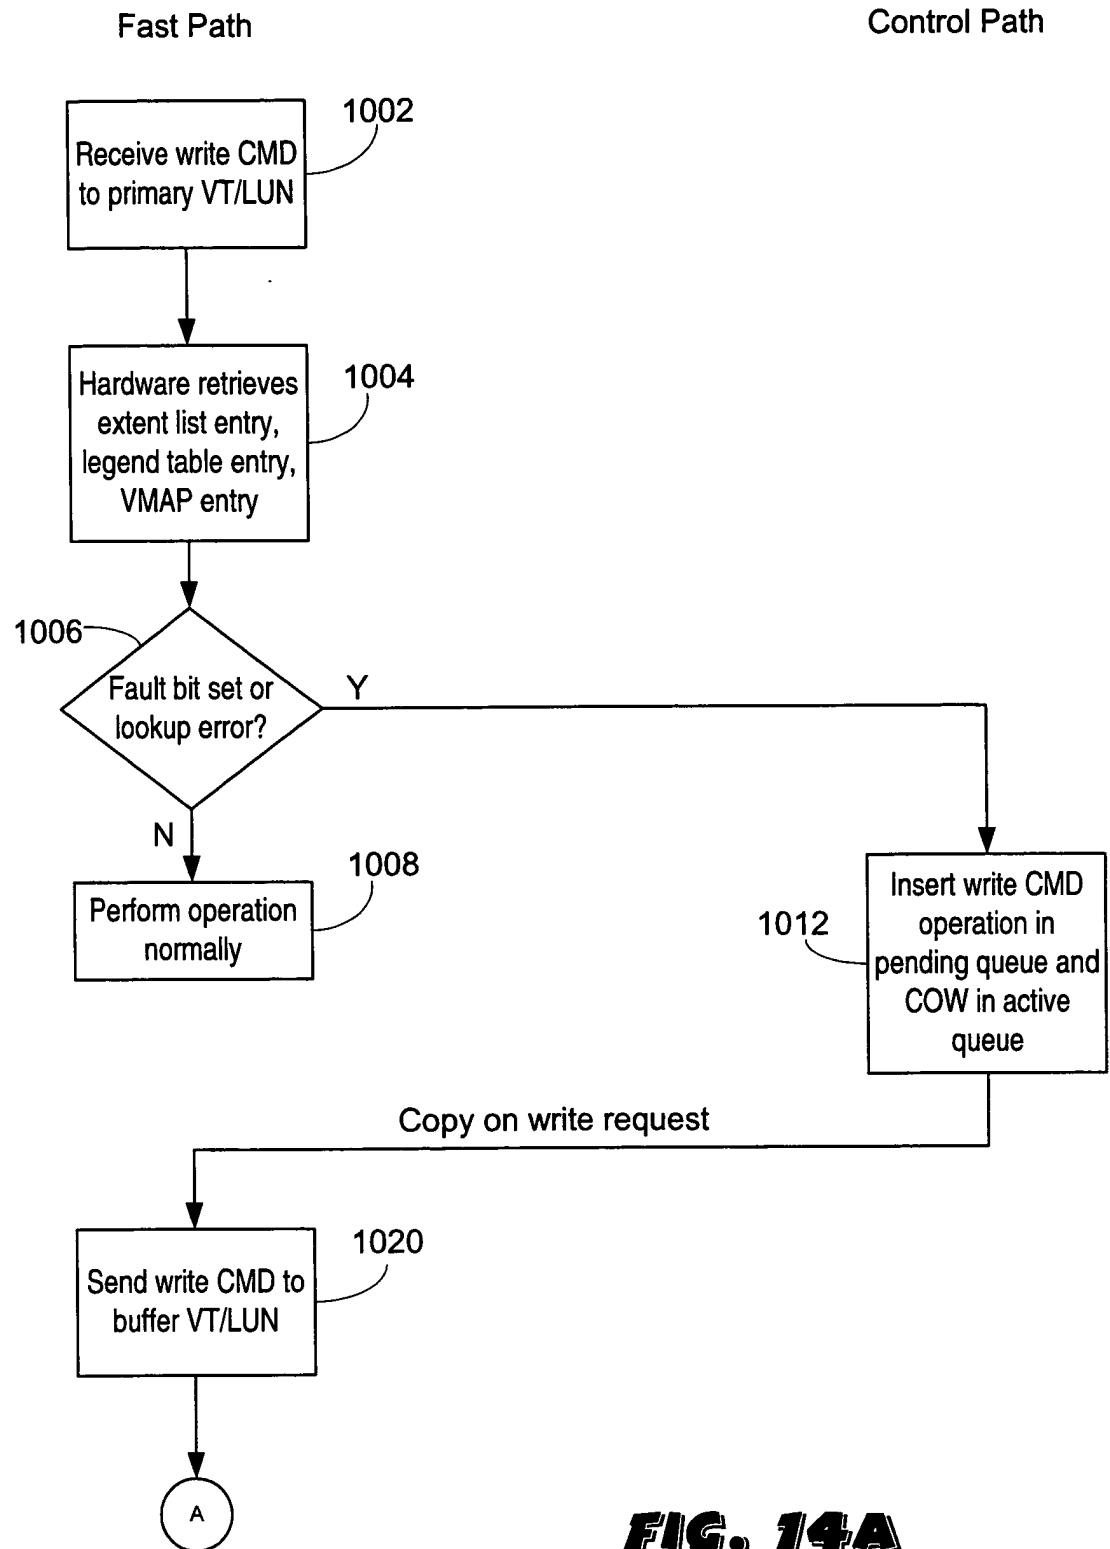 Fast Path
Control Path
1002
Receive write CMD
to primary VT/LUN
1004
Hardware retrieves
extent list entry,
legend table entry,
VMAP entry
1006
Fault bit set or
lookup error?
Y
N
1008
Perform operation
normally
1012
Insert write CMD
operation in
pending queue and
COW in active
queue
Copy on write request
1020
Send write CMD to
buffer VT/LUN
A
FIG. 14A